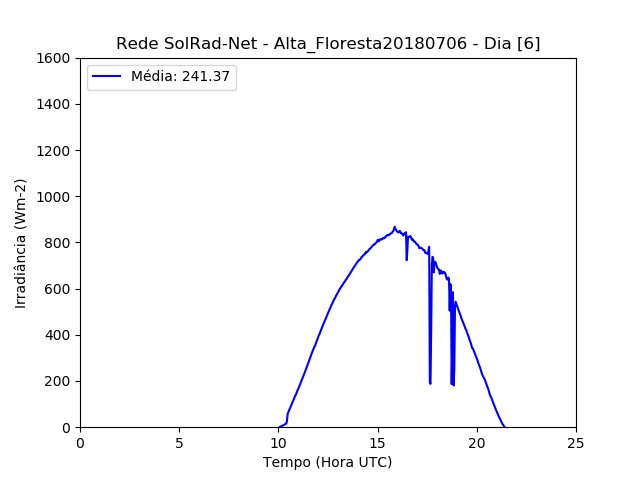 Rede SolRad-Net - Alta_Floresta20180706 - Dia [6]
Média: 241.37
1600
1400
1200
1000
800
600
400
200
0
Irradiância (Wm-2)
0 5 10 15 20 25
Tempo (Hora UTC)